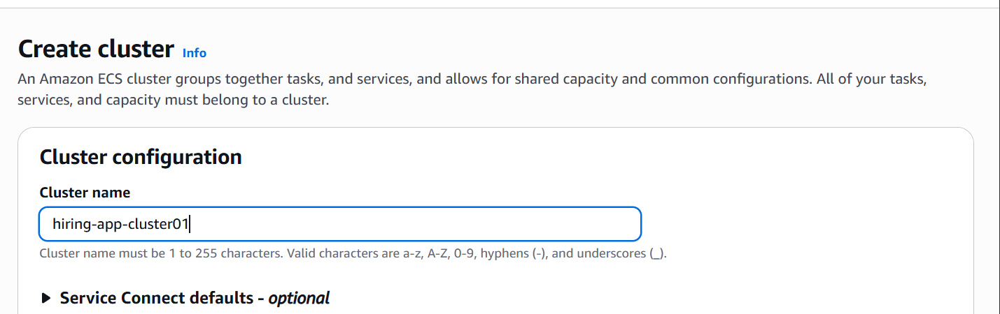 Create cluster Info
An Amazon ECS cluster groups together tasks, and services, and allows for shared capacity and common configurations. All of your tasks,
services, and capacity must belong to a cluster.
Cluster configuration
Cluster name
hiring-app-cluster01
Cluster name must be 1 to 255 characters. Valid characters are a-z, A-Z, 0-9, hyphens (-), and underscores (_).
Service Connect defaults - optional